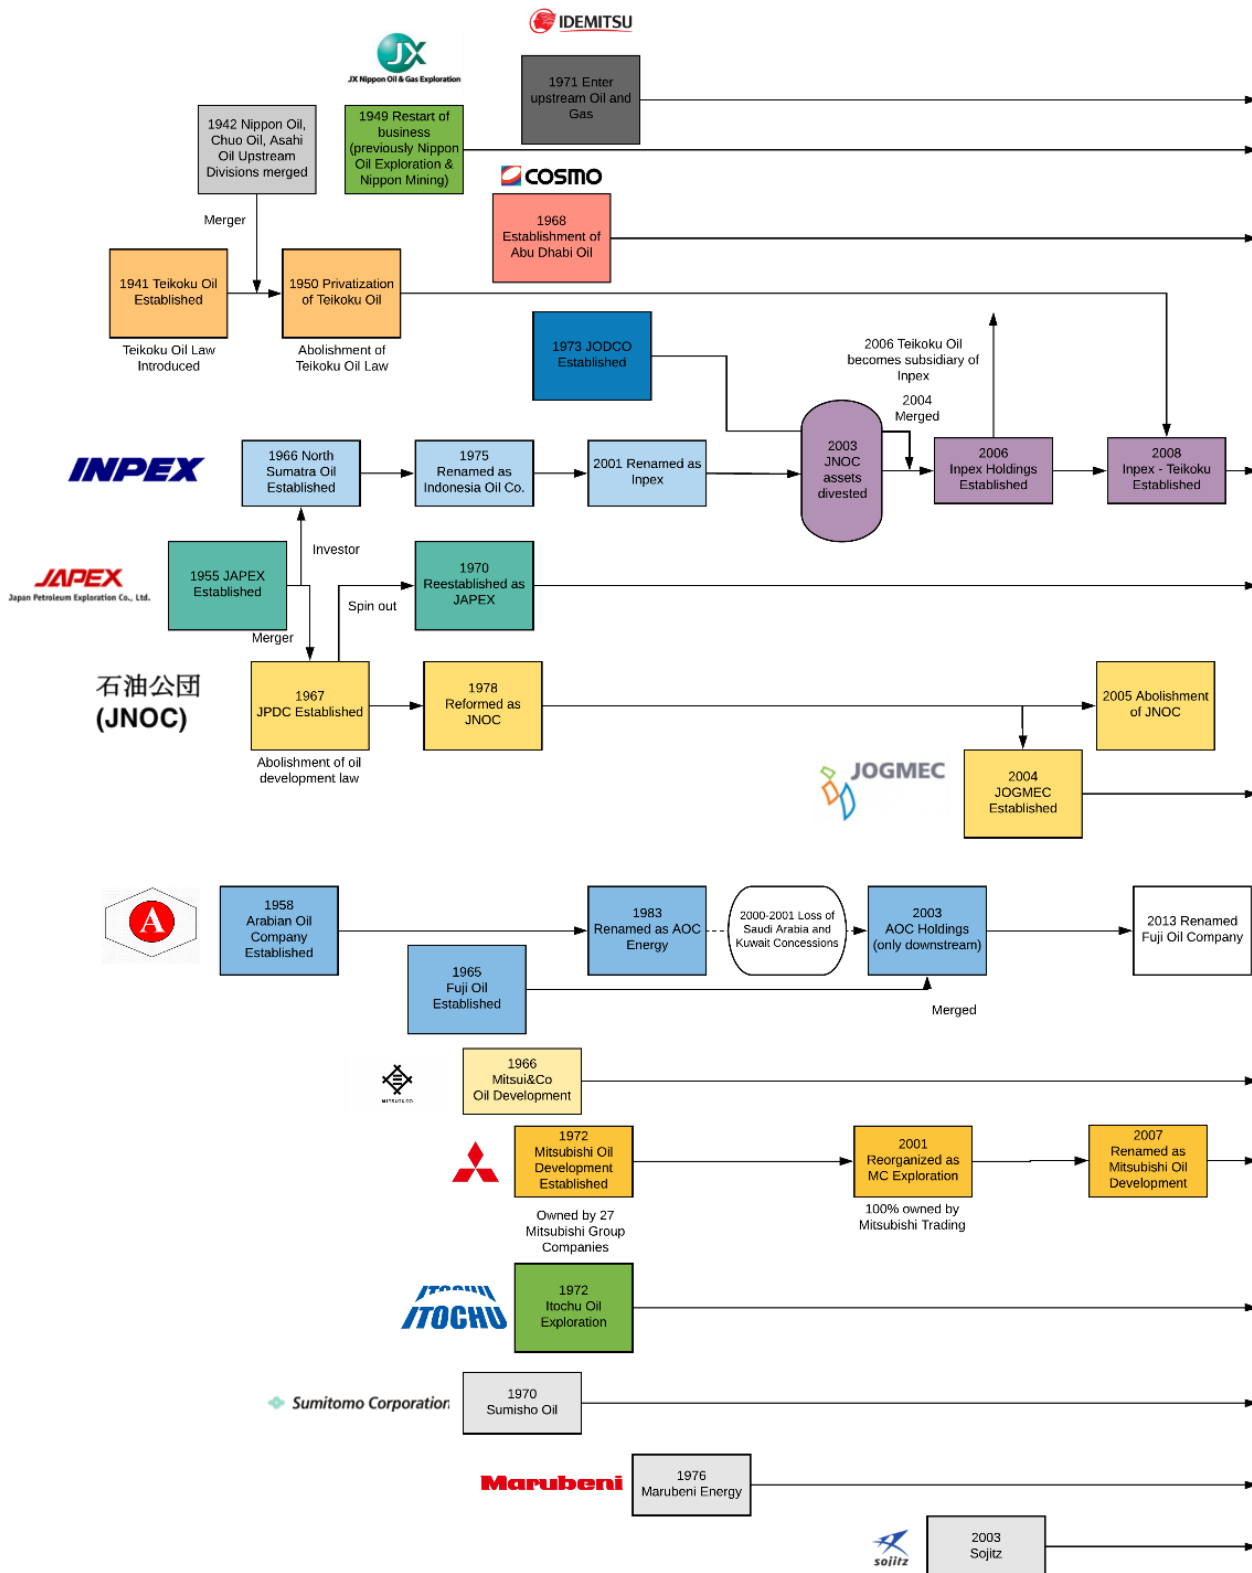 IDEMITSU
JX
JX Nippon Oil & Gas Exploration
1971 Enter
upstream Oil and
Gas
1942 Nippon Oil,
Chuo Oil, Asahi
Oil Upstream
Divisions merged
1949 Restart of
business
(previously Nippon
Oil Exploration &
Nippon Mining)
COSMO
Merger
1968
Establishment of
Abu Dhabi Oil
1941 Teikoku Oil
Established
1950 Privatization
of Teikoku Oil
Teikoku Oil Law
Introduced
Abolishment of
Teikoku Oil Law
1973 JODCO
Established
2006 Teikoku Oil
becomes subsidiary of
Inpex
2004
Merged
INPEX
1966 North
Sumatra Oil
Established
1975
Renamed as
Indonesia Oil Co.
2001 Renamed as
Inpex
2003
JNOC
assets
divested
2006
Inpex Holdings
Established
2008
Inpex - Teikoku
Established
Investor
JAPEX
Japan Petroleum Exploration Co., Ltd.
1955 JAPEX
Established
1970
Reestablished as
JAPEX
Spin out
Merger
石油公団
(JNOC)
1967
JPDC Established
1978
Reformed as
JNOC
2005 Abolishment
of JNOC
Abolishment of oil
development law
JOGMEC
2004
JOGMEC
Established
A
1958
Arabian Oil
Company
Established
1983
Renamed as AOC
Energy
2000-2001 Loss of
Saudi Arabia and
Kuwait Concessions
2003
AOC Holdings
(only downstream)
2013 Renamed
Fuji Oil Company
1965
Fuji Oil
Established
Merged
MITSUI & CO
1966
Mitsui&Co
Oil Development
1972
Mitsubishi Oil
Development
Established
2001
Reorganized as
MC Exploration
2007
Renamed as
Mitsubishi Oil
Development
Owned by 27
Mitsubishi Group
Companies
100% owned by
Mitsubishi Trading
ITOCHU
ITOCHU
1972
Itochu Oil
Exploration
Sumitomo Corporation
1970
Sumisho Oil
Marubeni
1976
Marubeni Energy
sojitz
2003
Sojitz